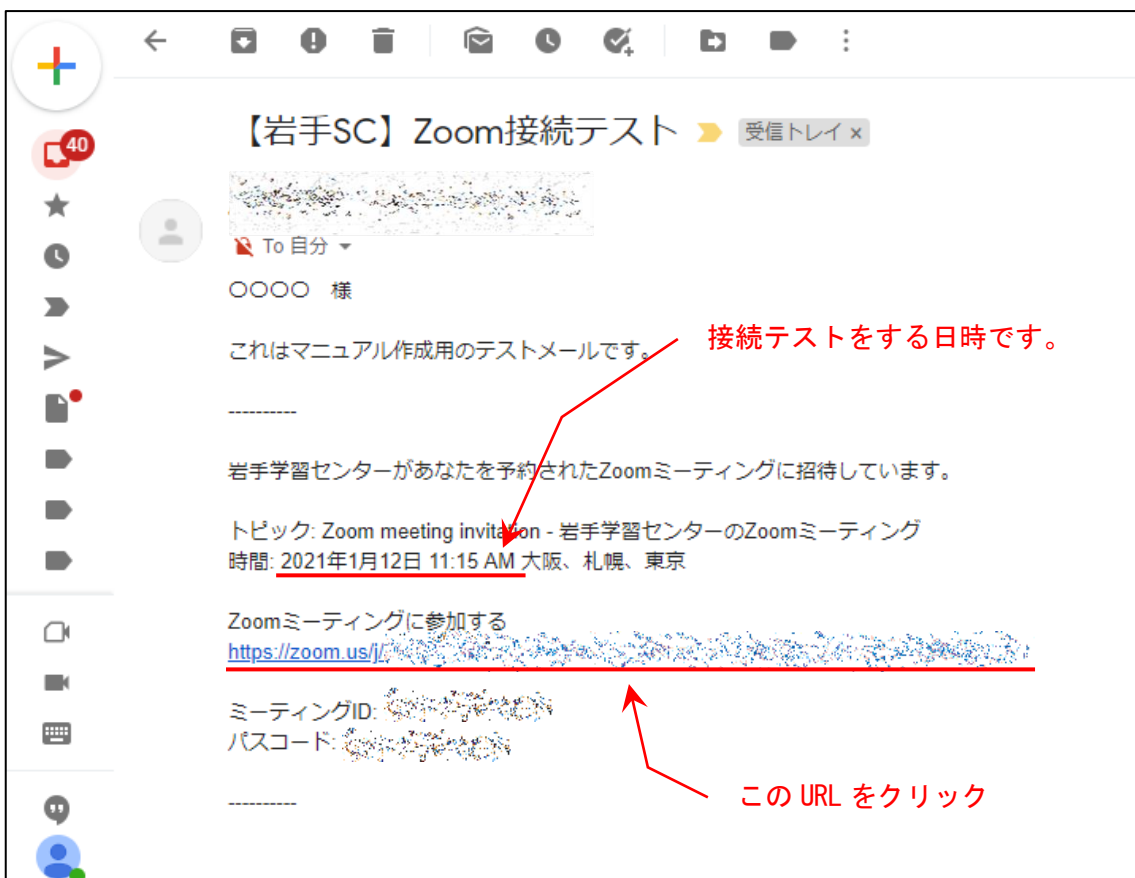 【岩手SC】Zoom接続テスト 受信トレイ ×
40
To 自分
〇〇〇〇 様
接続テストをする日時です。
これはマニュアル作成用のテストメールです。
----------
岩手学習センターがあなたを予約されたZoomミーティングに招待しています。
トピック: Zoom meeting invitation - 岩手学習センターのZoomミーティング
時間: 2021年1月12日 11:15 AM 大阪、札幌、東京
Zoomミーティングに参加する
https://zoom.us/j/
ミーティングID:
パスコード:
この URL をクリック
----------